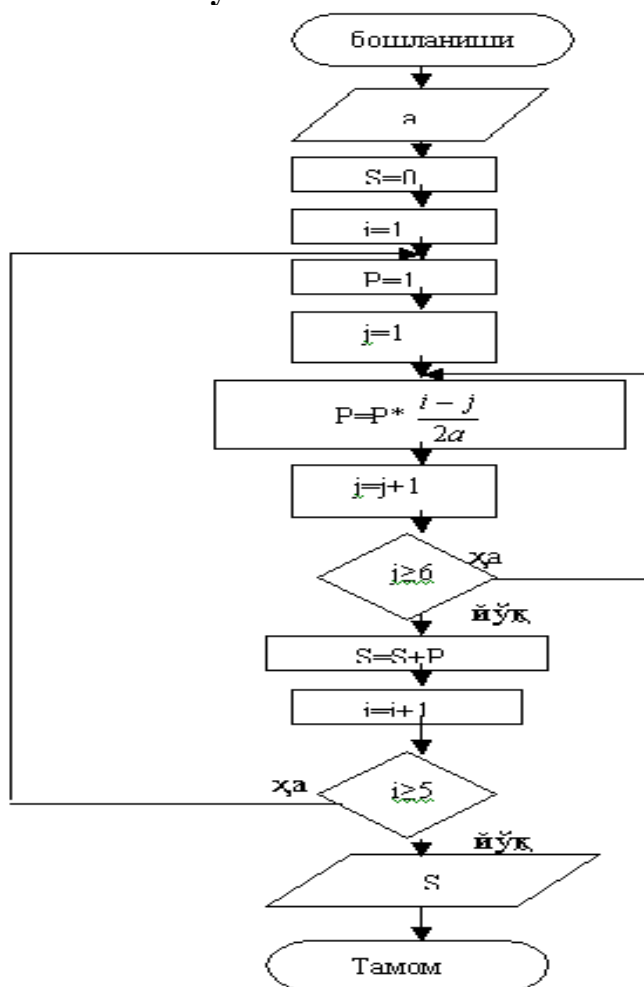 бошланиши
a
S=0
i=1
P=1
j=1
P=P* i − j / 2a
j=j+1
j≥6
ҳа
йўқ
S=S+P
i=i+1
i≥5
ҳа
йўқ
S
Тамом